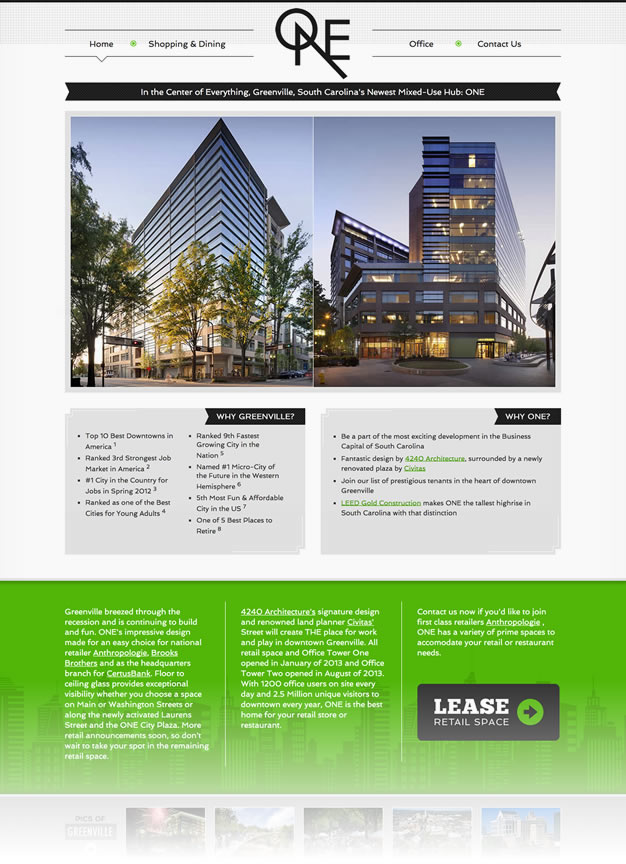 ONE
Home
Shopping & Dining
Office
Contact Us
In the Center of Everything, Greenville, South Carolina's Newest Mixed-Use Hub: ONE
WHY GREENVILLE?
Top 10 Best Downtowns in
America 1
Ranked 3rd Strongest Job
Market in America 2
#1 City in the Country for
Jobs in Spring 2012 3
Ranked as one of the Best
Cities for Young Adults 4
Ranked 9th Fastest
Growing City in the
Nation 5
Named #1 Micro-City of
the Future in the Western
Hemisphere 6
5th Most Fun & Affordable
City in the US 7
One of 5 Best Places to
Retire 8
WHY ONE?
Be a part of the most exciting development in the Business
Capital of South Carolina
Fantastic design by 4240 Architecture, surrounded by a newly
renovated plaza by Civitas
Join our list of prestigious tenants in the heart of downtown
Greenville
LEED Gold Construction makes ONE the tallest highrise in
South Carolina with that distinction
Greenville breezed through the
recession and is continuing to build
and fun. ONE's impressive design
made for an easy choice for national
retailer Anthropologie, Brooks
Brothers and as the headquarters
branch for CertusBank. Floor to
ceiling glass provides exceptional
visibility whether you choose a space
on Main or Washington Streets or
along the newly activated Laurens
Street and the ONE City Plaza. More
retail announcements soon, so don't
wait to take your spot in the remaining
retail space.
4240 Architecture's signature design
and renowned land planner Civitas'
Street will create THE place for work
and play in downtown Greenville. All
retail space and Office Tower One
opened in January of 2013 and Office
Tower Two opened in August of 2013.
With 1200 office users on site every
day and 2.5 Million unique visitors to
downtown every year, ONE is the best
home for your retail store or
restaurant.
Contact us now if you'd like to join
first class retailers Anthropologie ,
ONE has a variety of prime spaces to
accomodate your retail or restaurant
needs.
LEASE
RETAIL SPACE
PICS OF
GREENVILLE